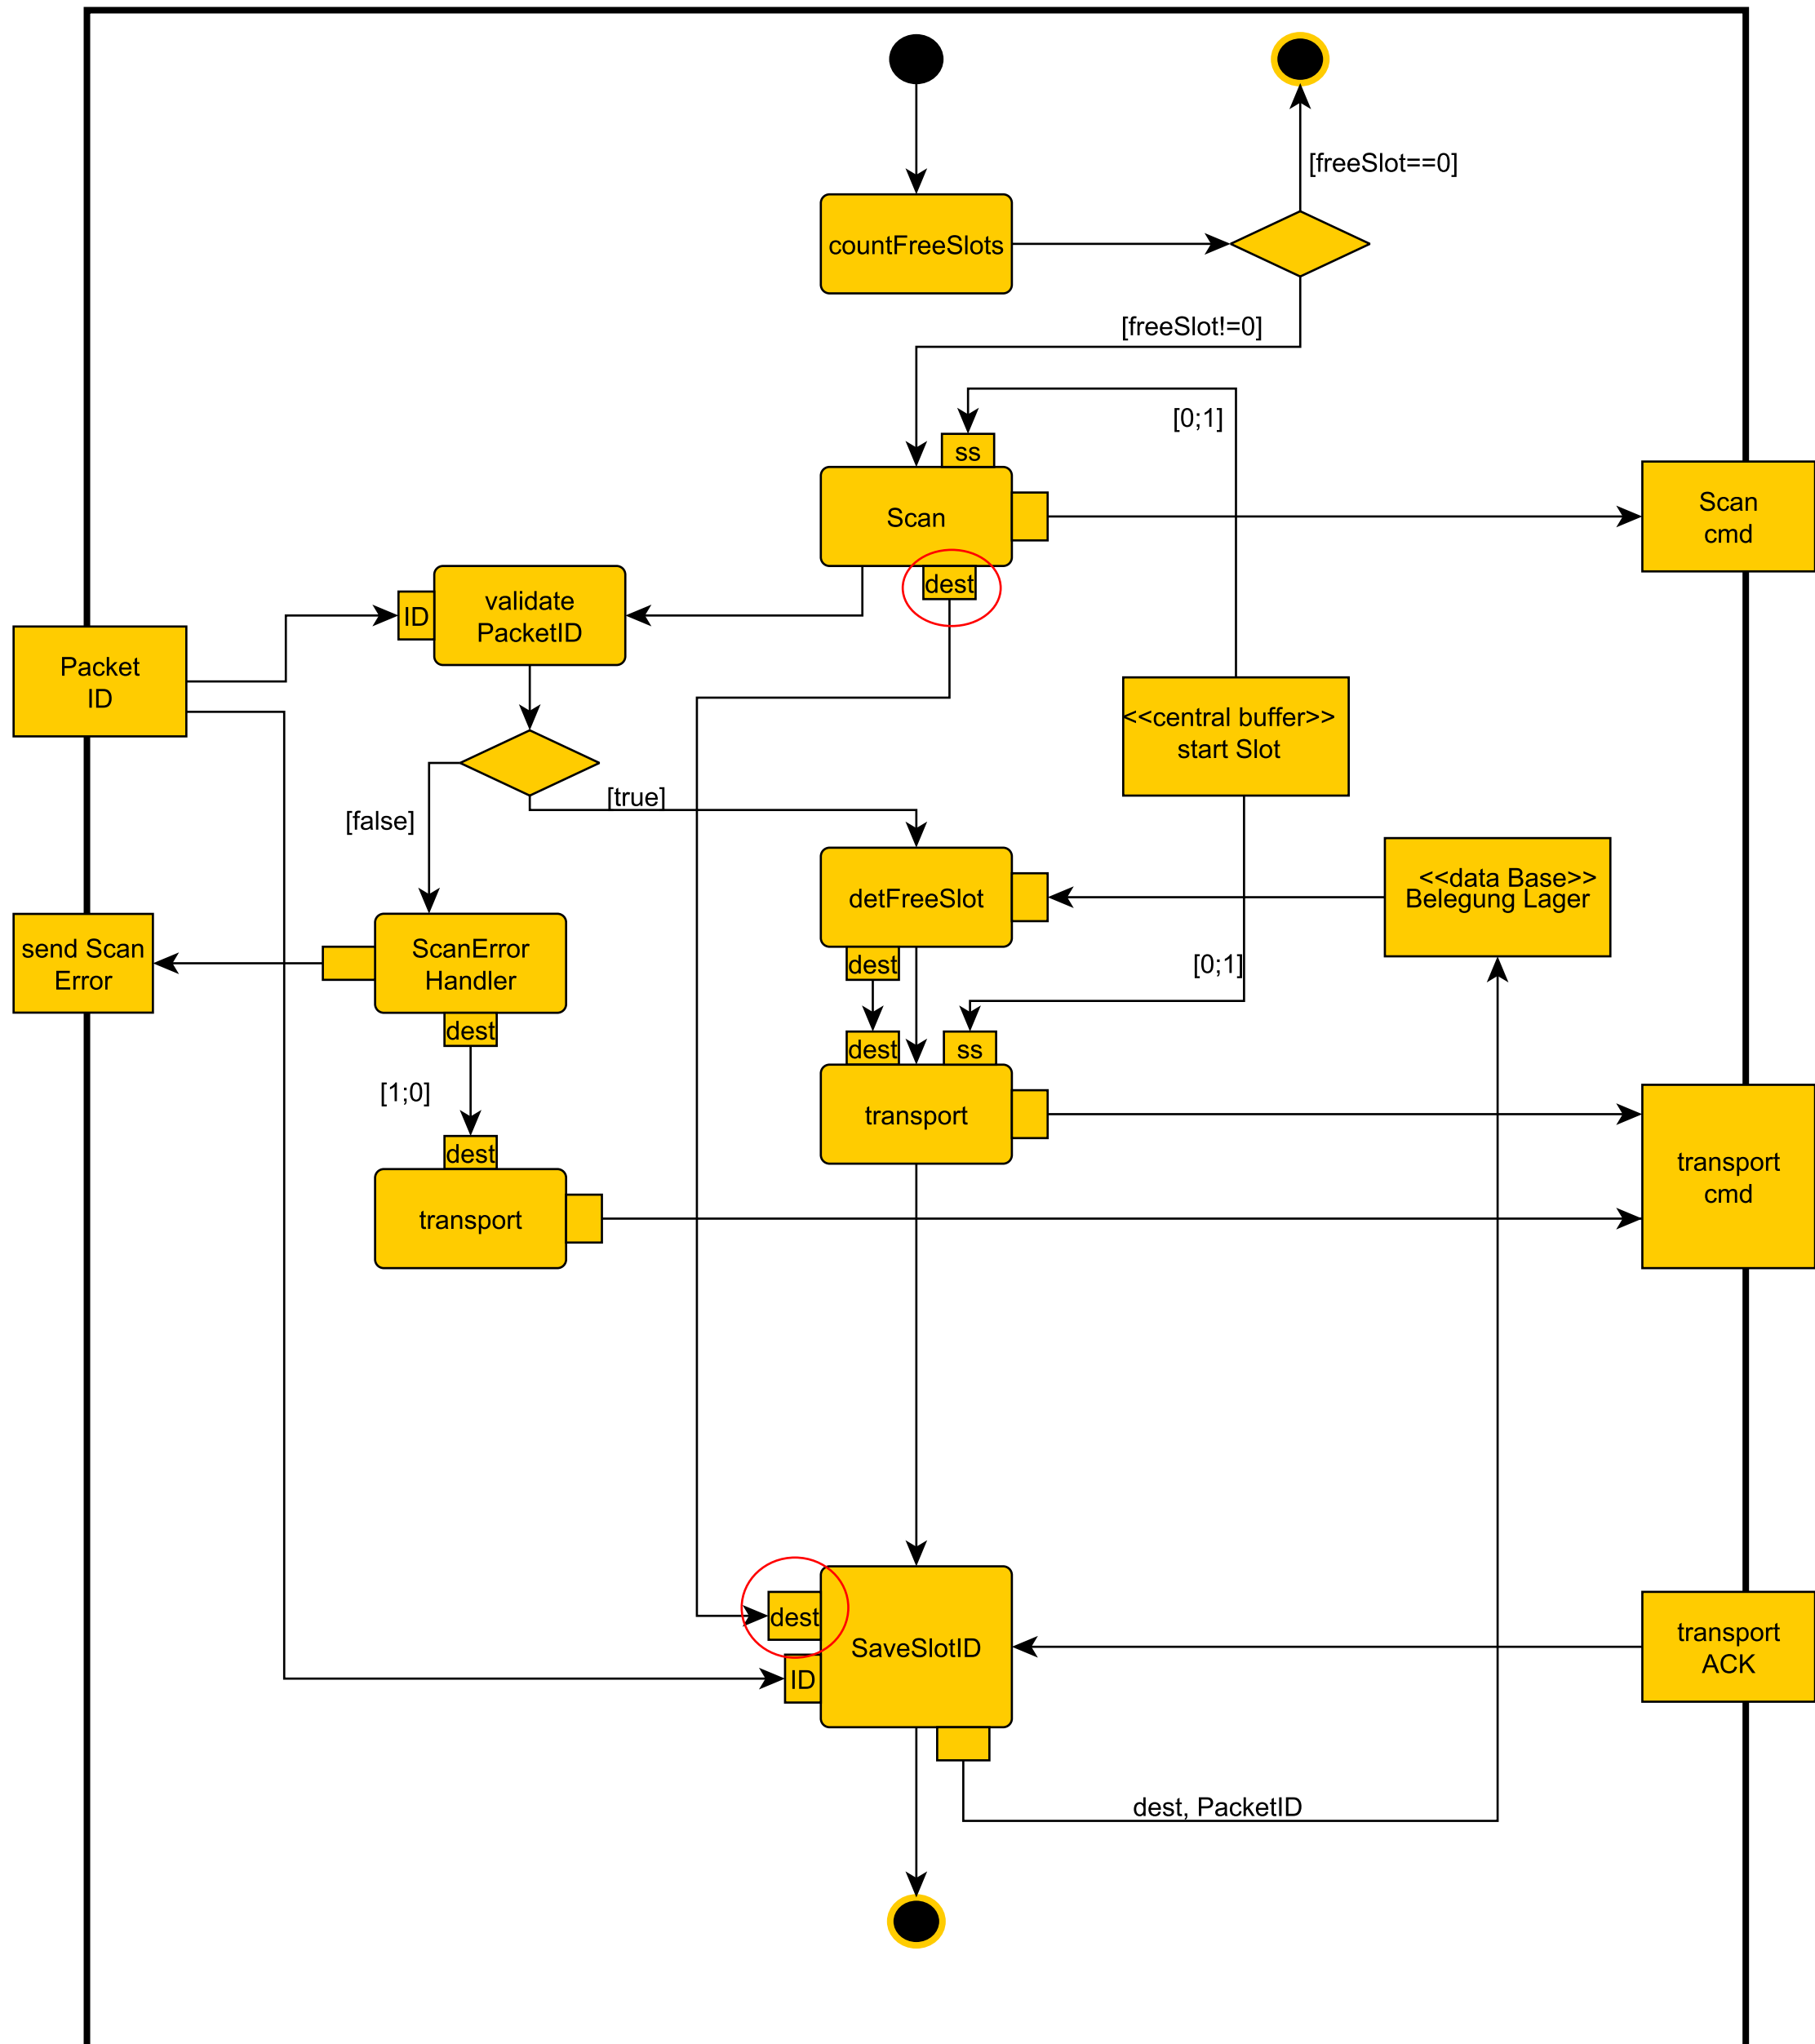 [freeSlot==0]
countFreeSlots
[freeSlot!=0]
[0;1]
ss
Scan
Scan
cmd
dest
validate
PacketID
ID
Packet
ID
<<central buffer>>
start Slot
[true]
[false]
<<data Base>>
Belegung Lager
detFreeSlot
send Scan
Error
ScanError
Handler
dest
[0;1]
dest
dest
ss
[1;0]
transport
dest
transport
cmd
transport
dest
SaveSlotID
transport
ACK
ID
dest, PacketID